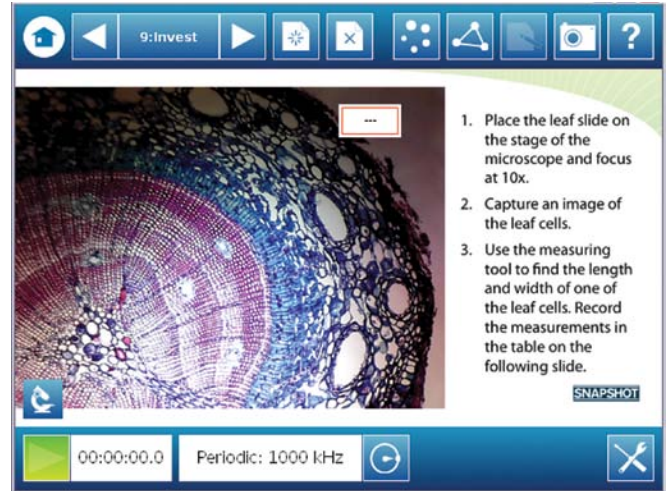 9:Invest
?
---
1. Place the leaf slide on
the stage of the
microscope and focus
at 10x.
2. Capture an image of
the leaf cells.
3. Use the measuring
tool to find the length
and width of one of
the leaf cells. Record
the measurements in
the table on the
following slide.
SNAPSHOT
00:00:00.0
Periodic: 1000 kHz